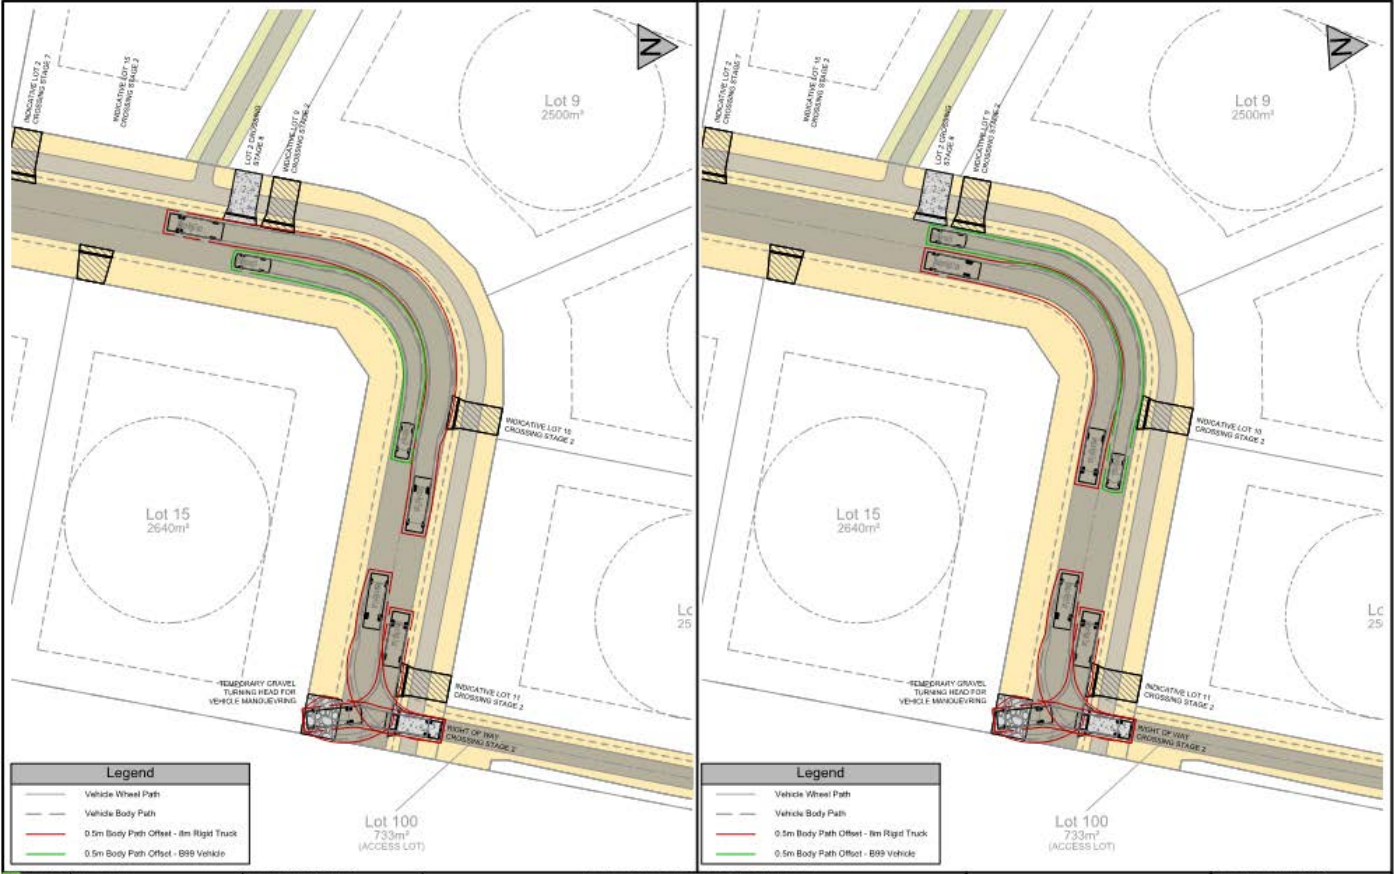 INDICATIVE LOT 2
CROSSING STAGE 7
INDICATIVE LOT 15
CROSSING STAGE 2
LOT 2 CROSSING
STAGE 8
INDICATIVE LOT 9
CROSSING STAGE 2
Lot 9
2500m²
N
INDICATIVE LOT 10
CROSSING STAGE 2
Lot 15
2640m²
TEMPORARY GRAVEL
TURNING HEAD FOR
VEHICLE MANOUEVRING
INDICATIVE LOT 11
CROSSING STAGE 2
RIGHT OF WAY
CROSSING STAGE 2
Lot 100
733m²
(ACCESS LOT)
Legend
Vehicle Wheel Path
Vehicle Body Path
0.5m Body Path Offset - 8m Rigid Truck
0.5m Body Path Offset - B99 Vehicle
INDICATIVE LOT 2
CROSSING STAGE 7
INDICATIVE LOT 15
CROSSING STAGE 2
LOT 2 CROSSING
STAGE 8
INDICATIVE LOT 9
CROSSING STAGE 2
Lot 9
2500m²
N
INDICATIVE LOT 10
CROSSING STAGE 2
Lot 15
2640m²
TEMPORARY GRAVEL
TURNING HEAD FOR
VEHICLE MANOUEVRING
INDICATIVE LOT 11
CROSSING STAGE 2
RIGHT OF WAY
CROSSING STAGE 2
Lot 100
733m²
(ACCESS LOT)
Legend
Vehicle Wheel Path
Vehicle Body Path
0.5m Body Path Offset - 8m Rigid Truck
0.5m Body Path Offset - B99 Vehicle